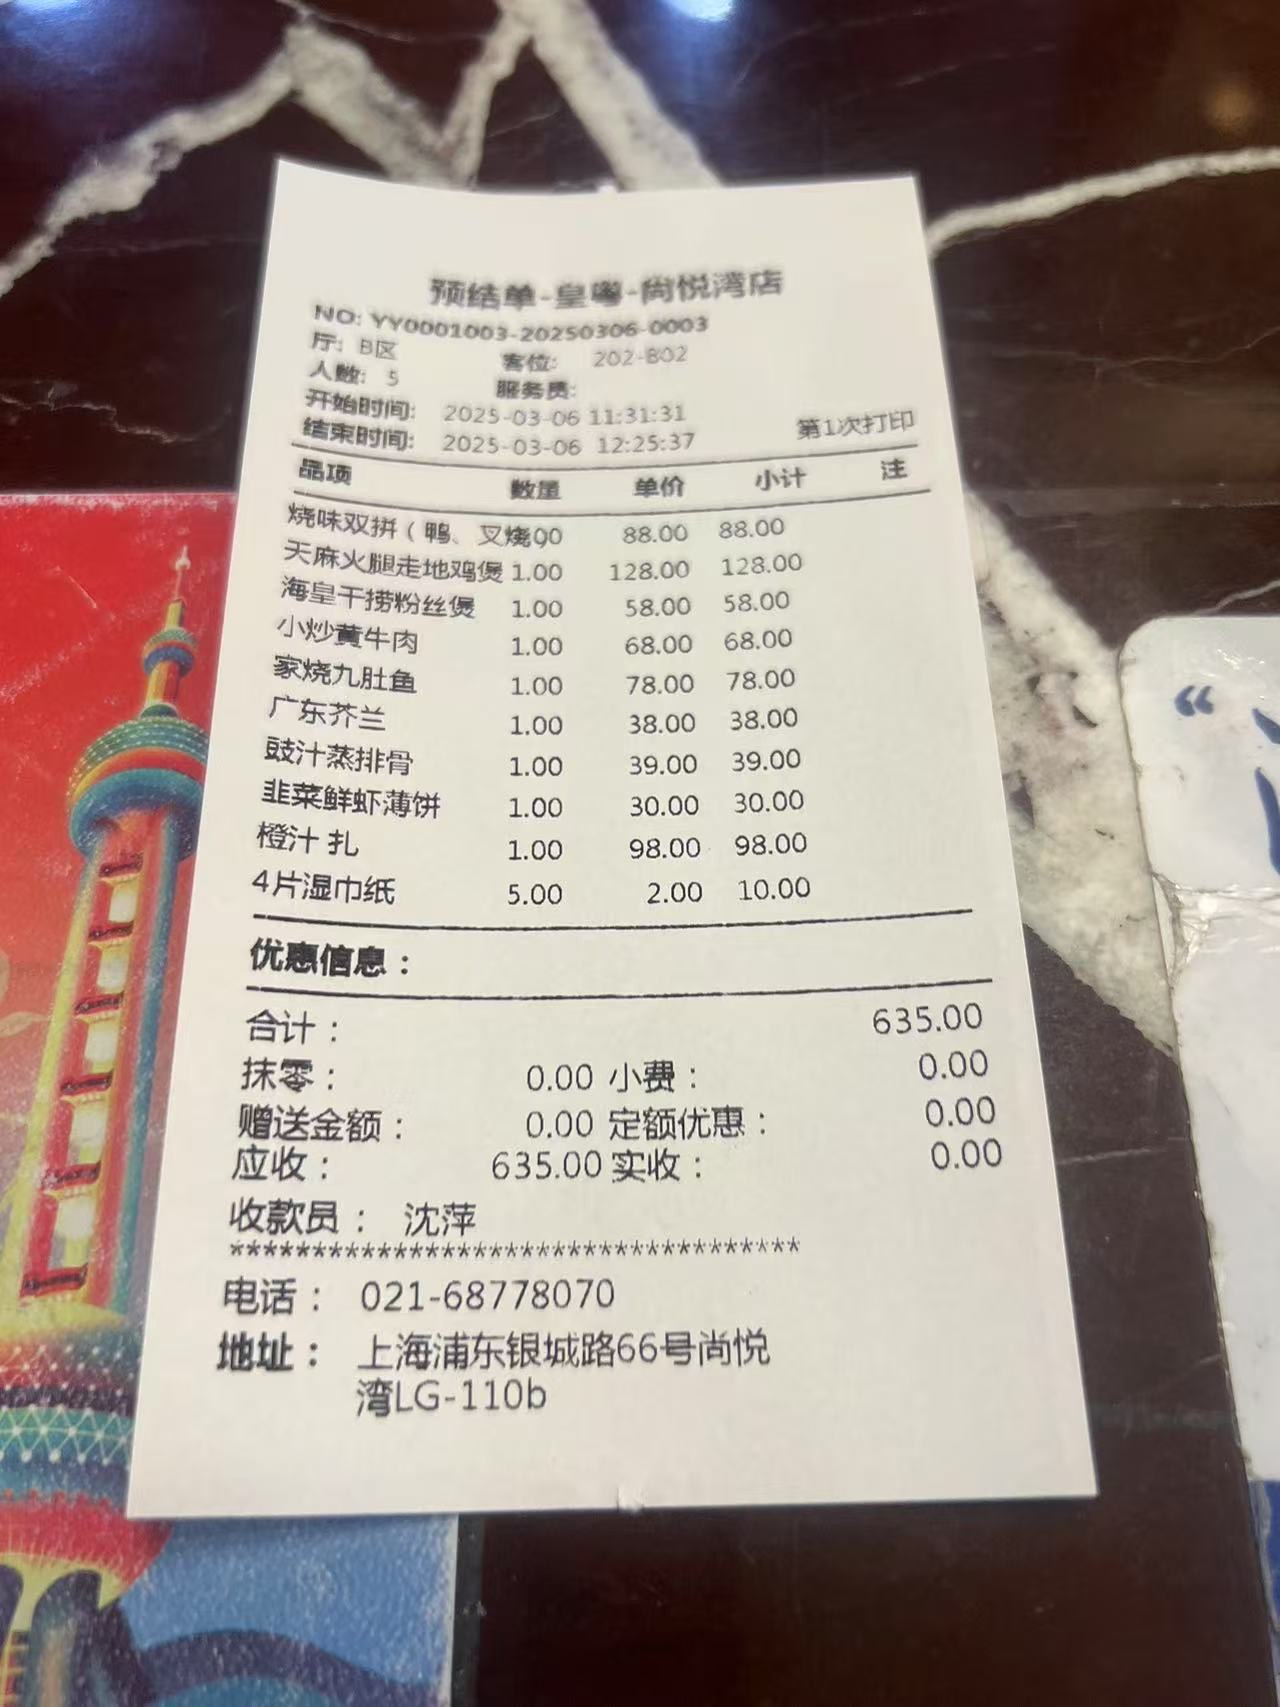 预结单-皇粤-尚悦湾店
NO: YY0001003-20250306-0003
厅: B区 客位: 202-B02
人数: 5 服务员:
开始时间: 2025-03-06 11:31:31
结束时间: 2025-03-06 12:25:37 第1次打印
品项 数量 单价 小计 注
烧味双拼（鸭、叉烧00 88.00 88.00
天麻火腿走地鸡煲 1.00 128.00 128.00
海皇干捞粉丝煲 1.00 58.00 58.00
小炒黄牛肉 1.00 68.00 68.00
家烧九肚鱼 1.00 78.00 78.00
广东芥兰 1.00 38.00 38.00
豉汁蒸排骨 1.00 39.00 39.00
韭菜鲜虾薄饼 1.00 30.00 30.00
橙汁 扎 1.00 98.00 98.00
4片湿巾纸 5.00 2.00 10.00
优惠信息：
合计： 635.00
抹零： 0.00 小费： 0.00
赠送金额： 0.00 定额优惠： 0.00
应收： 635.00 实收： 0.00
收款员： 沈萍
***********************************
电话： 021-68778070
地址： 上海浦东银城路66号尚悦
湾LG-110b